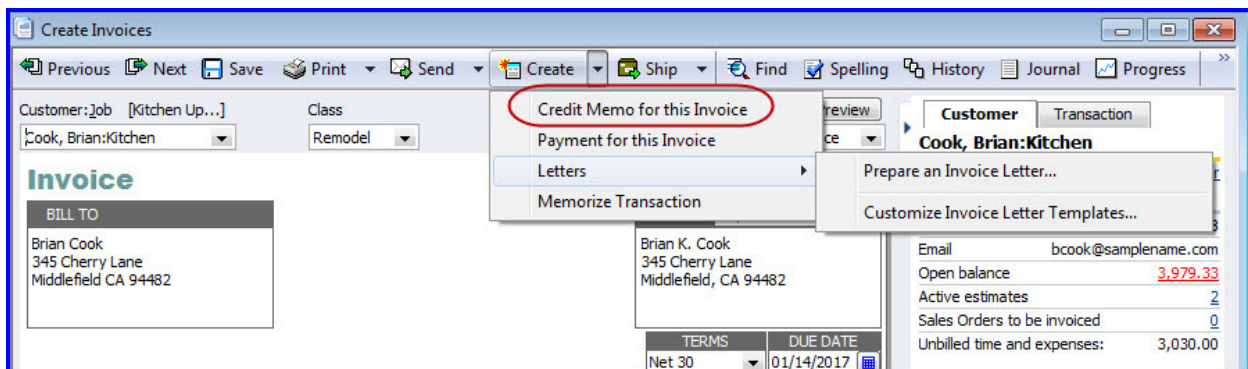 Create Invoices
Previous Next Save Print Send Create Ship Find Spelling History Journal Progress »
Customer:Job [Kitchen Up...] Class review
Cook, Brian:Kitchen Remodel ce
Credit Memo for this Invoice
Payment for this Invoice
Letters
Memorize Transaction
Prepare an Invoice Letter...
Customize Invoice Letter Templates...
Invoice
BILL TO
Brian Cook
345 Cherry Lane
Middlefield CA 94482
Brian K. Cook
345 Cherry Lane
Middlefield, CA 94482
TERMS DUE DATE
Net 30 01/14/2017
Customer Transaction
Cook, Brian:Kitchen
Email bcook@samplename.com
Open balance 3,979.33
Active estimates 2
Sales Orders to be invoiced 0
Unbilled time and expenses: 3,030.00